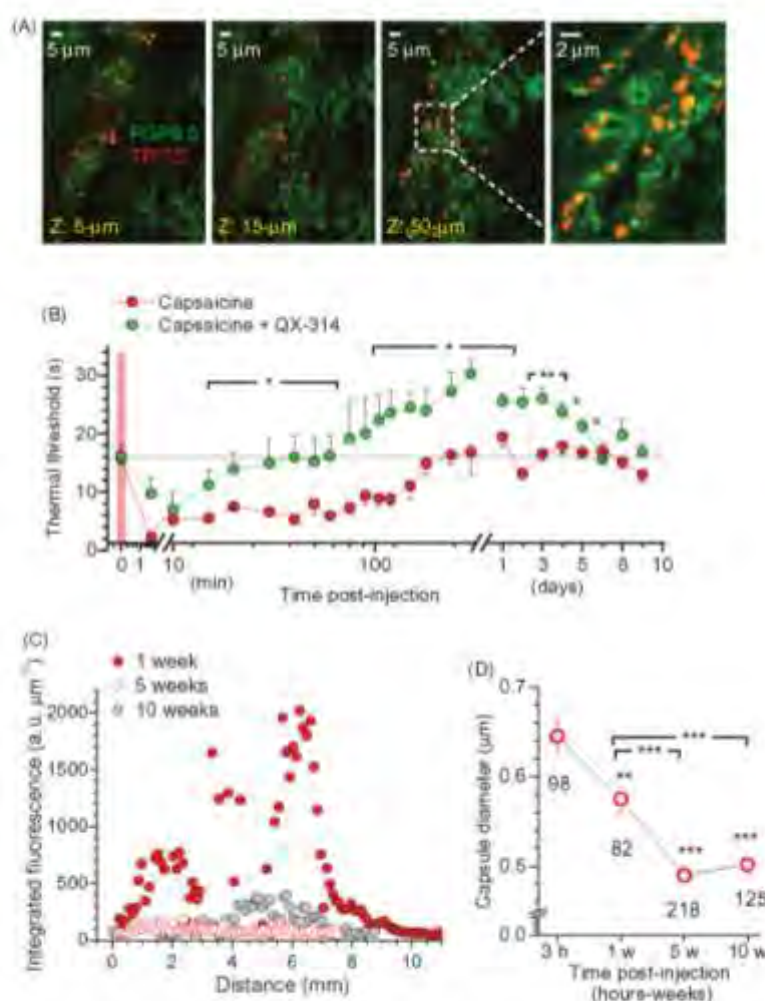 (A)
5 µm
5 µm
5 µm
2 µm
PGP9.5
Z: 5-µm
Z: 15-µm
Z: 50-µm
(B)
Capsaicine
Capsaicine + QX-314
*
*
**
*
*
Thermal threshold (s)
30
20
10
0
0 1 10 100 1 3 5 6 8 10
(min)
Time post-injection
(days)
(C)
1 week
5 weeks
10 weeks
Integrated fluorescence (a.u. µm⁻¹)
2000
1500
1000
500
0
0 2 4 6 8 10
Distance (mm)
(D)
Capsule diameter (µm)
0.7
0.6
0.5
0.0
***
***
**
***
***
98
82
218
125
3 h 1 w 5 w 10 w
Time post-injection
(hours-weeks)